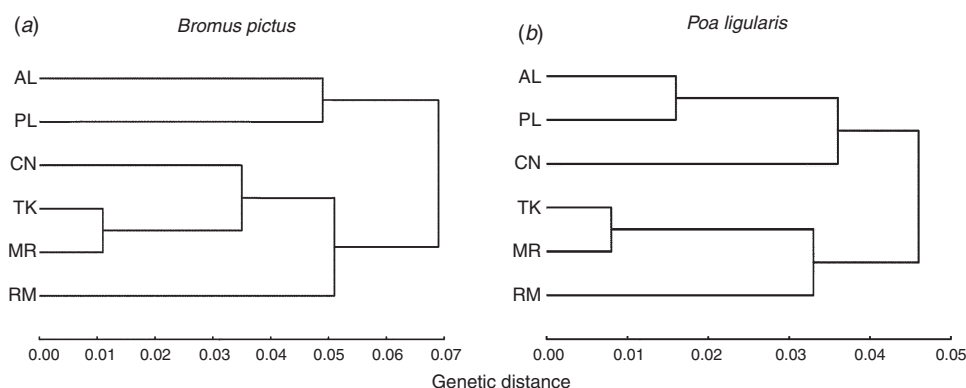 (a) Bromus pictus
AL
PL
CN
TK
MR
RM
0.00 0.01 0.02 0.03 0.04 0.05 0.06 0.07
(b) Poa ligularis
AL
PL
CN
TK
MR
RM
0.00 0.01 0.02 0.03 0.04 0.05
Genetic distance